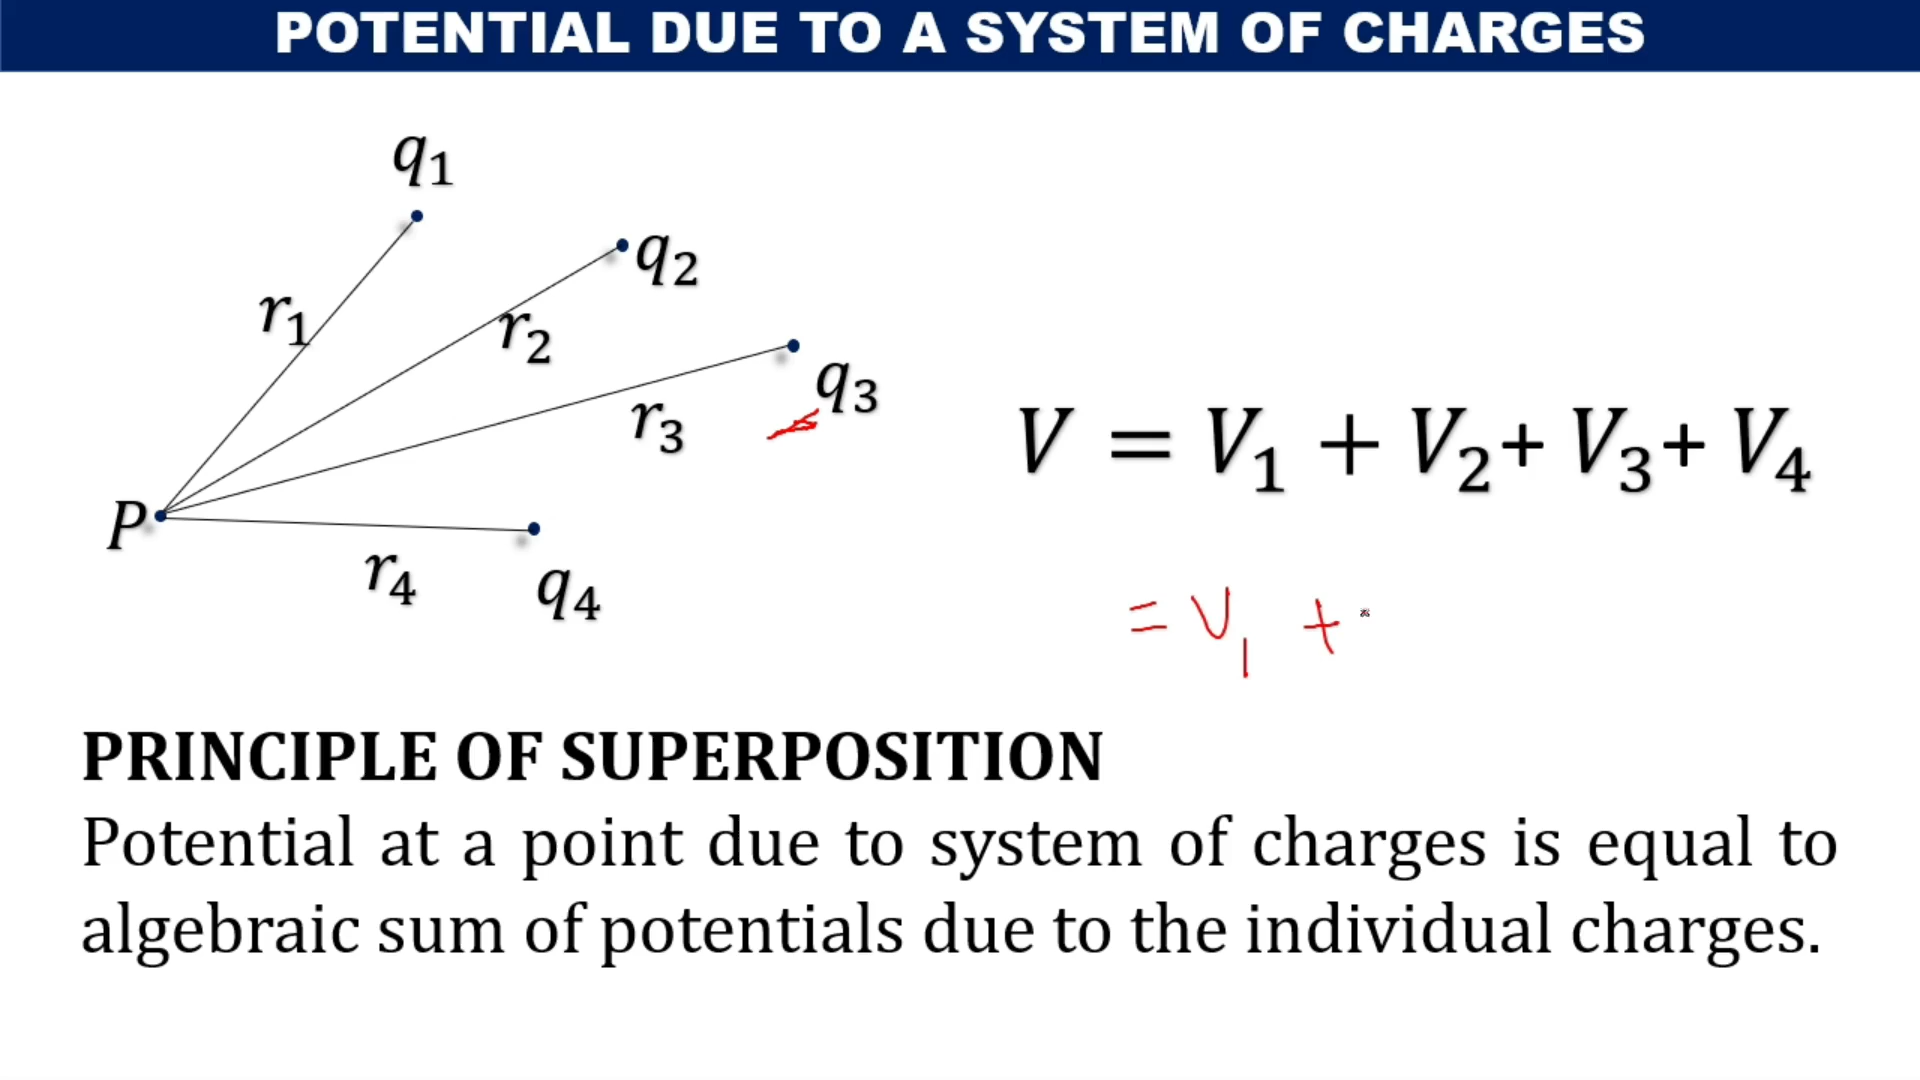 POTENTIAL DUE TO A SYSTEM OF CHARGES
q₁
q₂
r₁
r₂
q₃
r₃
V = V₁ + V₂+ V₃+ V₄
P
r₄
q₄
= V₁ +
PRINCIPLE OF SUPERPOSITION
Potential at a point due to system of charges is equal to
algebraic sum of potentials due to the individual charges.